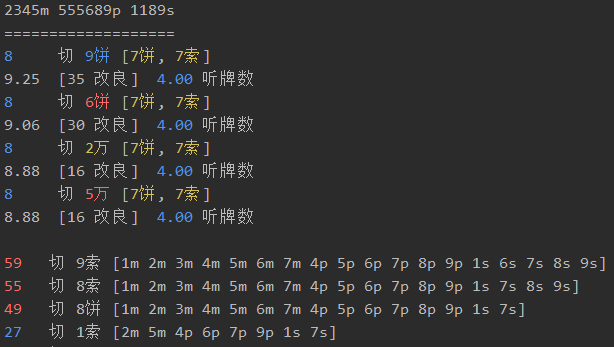 2345m 555689p 1189s
====================
8 切 9饼 [7饼, 7索]
9.25 [35 改良] 4.00 听牌数
8 切 6饼 [7饼, 7索]
9.06 [30 改良] 4.00 听牌数
8 切 2万 [7饼, 7索]
8.88 [16 改良] 4.00 听牌数
8 切 5万 [7饼, 7索]
8.88 [16 改良] 4.00 听牌数
59 切 9索 [1m 2m 3m 4m 5m 6m 7m 4p 5p 6p 7p 8p 9p 1s 6s 7s 8s 9s]
55 切 8索 [1m 2m 3m 4m 5m 6m 7m 4p 5p 6p 7p 8p 9p 1s 7s 8s 9s]
49 切 8饼 [1m 2m 3m 4m 5m 6m 7m 4p 5p 6p 7p 8p 9p 1s 7s]
27 切 1索 [2m 5m 4p 6p 7p 9p 1s 7s]